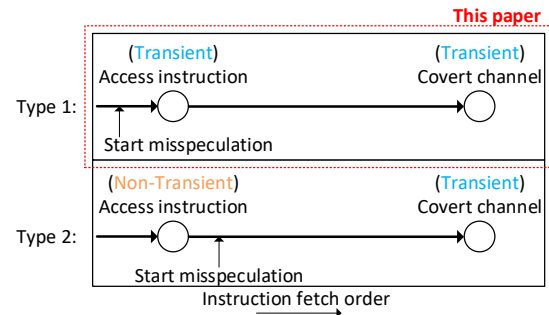 This paper
(Transient) (Transient)
Access instruction Covert channel
Type 1:
Start misspeculation
(Non-Transient) (Transient)
Access instruction Covert channel
Type 2:
Start misspeculation
Instruction fetch order